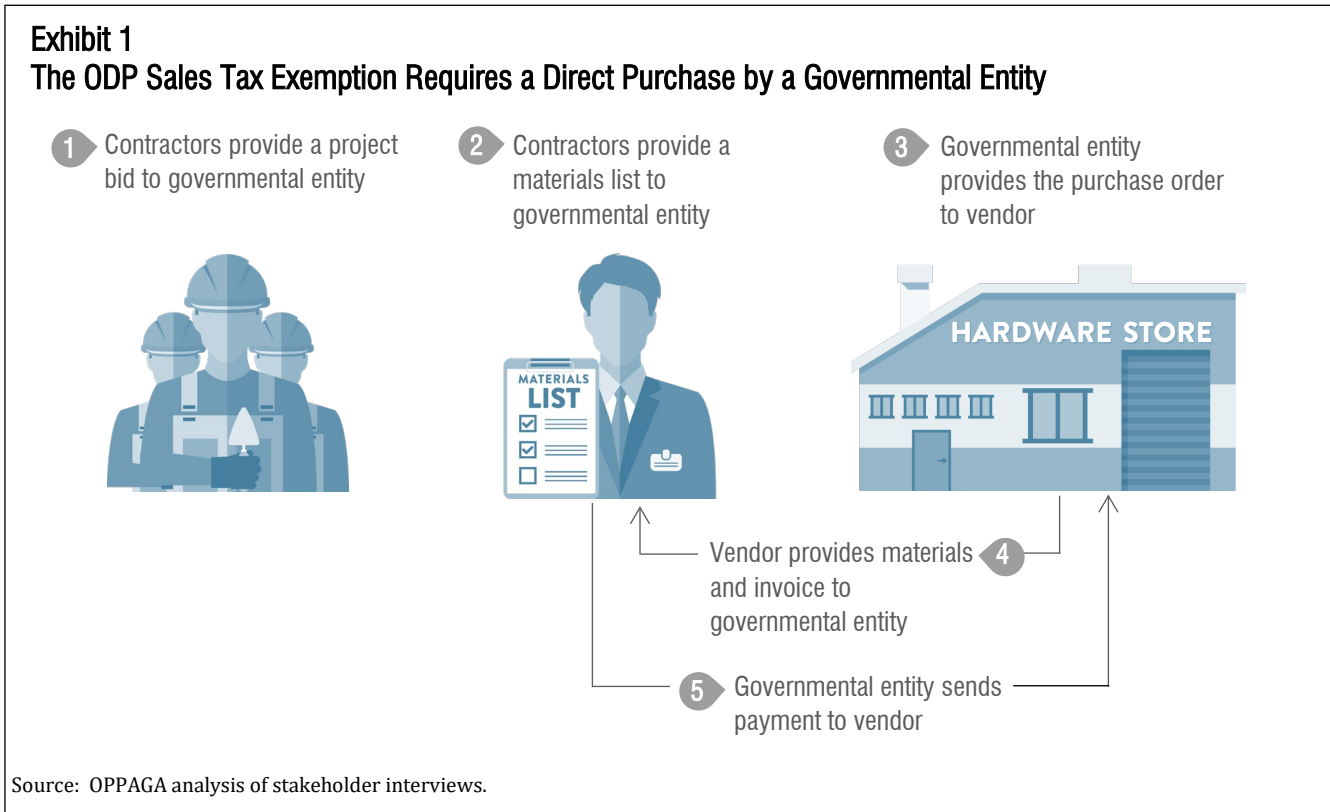 Exhibit 1
The ODP Sales Tax Exemption Requires a Direct Purchase by a Governmental Entity
1 Contractors provide a project
bid to governmental entity
2 Contractors provide a
materials list to
governmental entity
3 Governmental entity
provides the purchase order
to vendor
MATERIALS
LIST
HARDWARE STORE
Vendor provides materials 4
and invoice to
governmental entity
5 Governmental entity sends
payment to vendor
Source: OPPAGA analysis of stakeholder interviews.